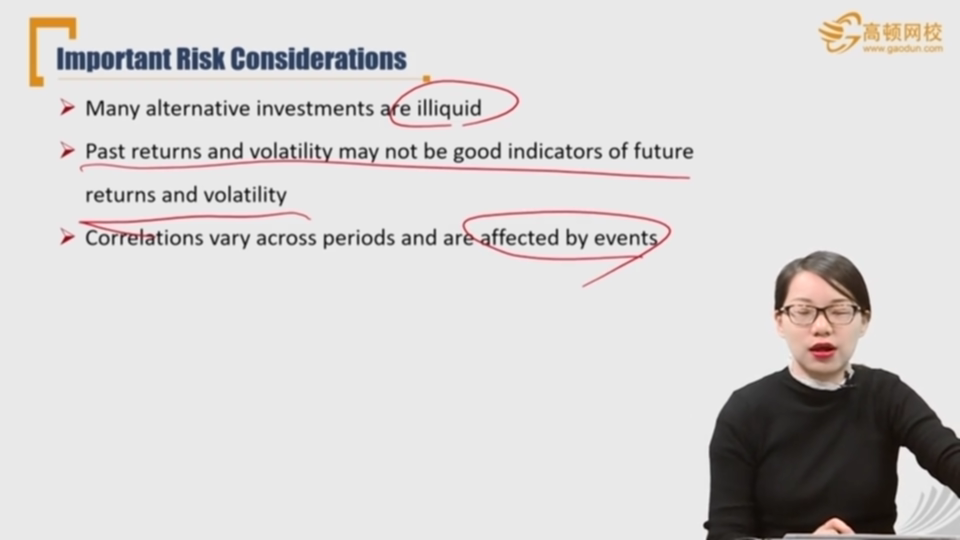 Important Risk Considerations
高顿网校
www.gaodun.com
Many alternative investments are illiquid
Past returns and volatility may not be good indicators of future
returns and volatility
Correlations vary across periods and are affected by events